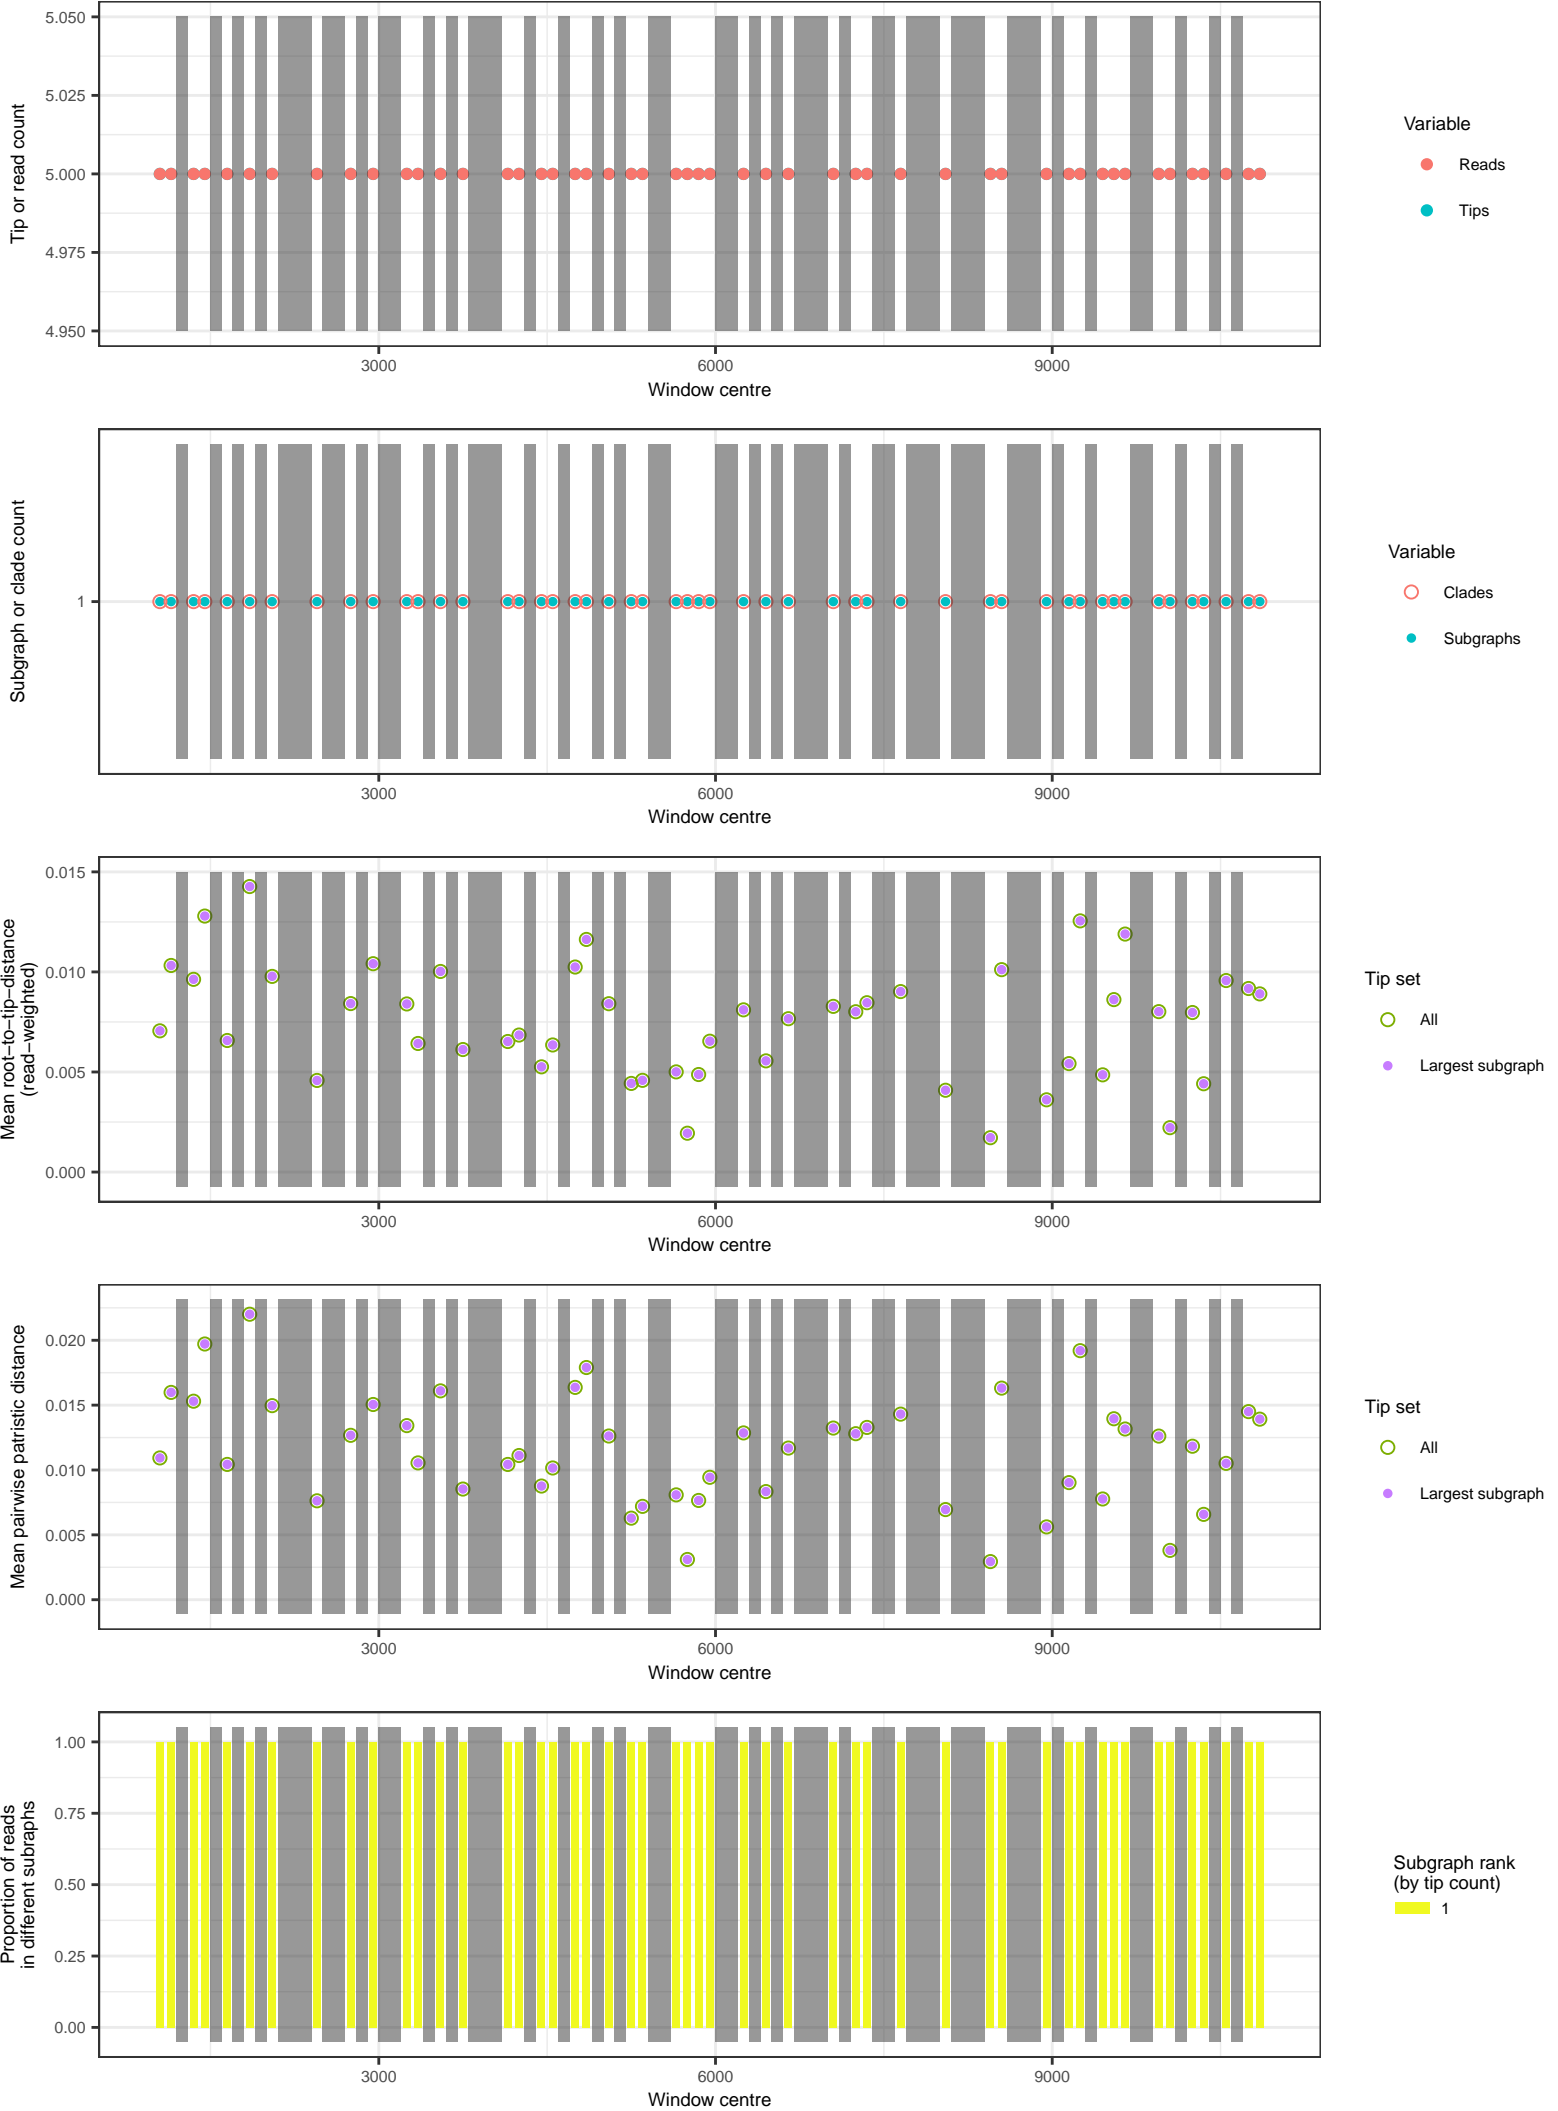 5.050
5.025
5.000
4.975
4.950
Tip or read count
3000 6000 9000
Window centre
Variable
Reads
Tips
1
Subgraph or clade count
3000 6000 9000
Window centre
Variable
Clades
Subgraphs
0.015
0.010
0.005
0.000
Mean root−to−tip−distance
(read−weighted)
3000 6000 9000
Window centre
Tip set
All
Largest subgraph
0.020
0.015
0.010
0.005
0.000
Mean pairwise patristic distance
3000 6000 9000
Window centre
Tip set
All
Largest subgraph
1.00
0.75
0.50
0.25
0.00
Proportion of reads
in different subraphs
3000 6000 9000
Window centre
Subgraph rank
(by tip count)
1